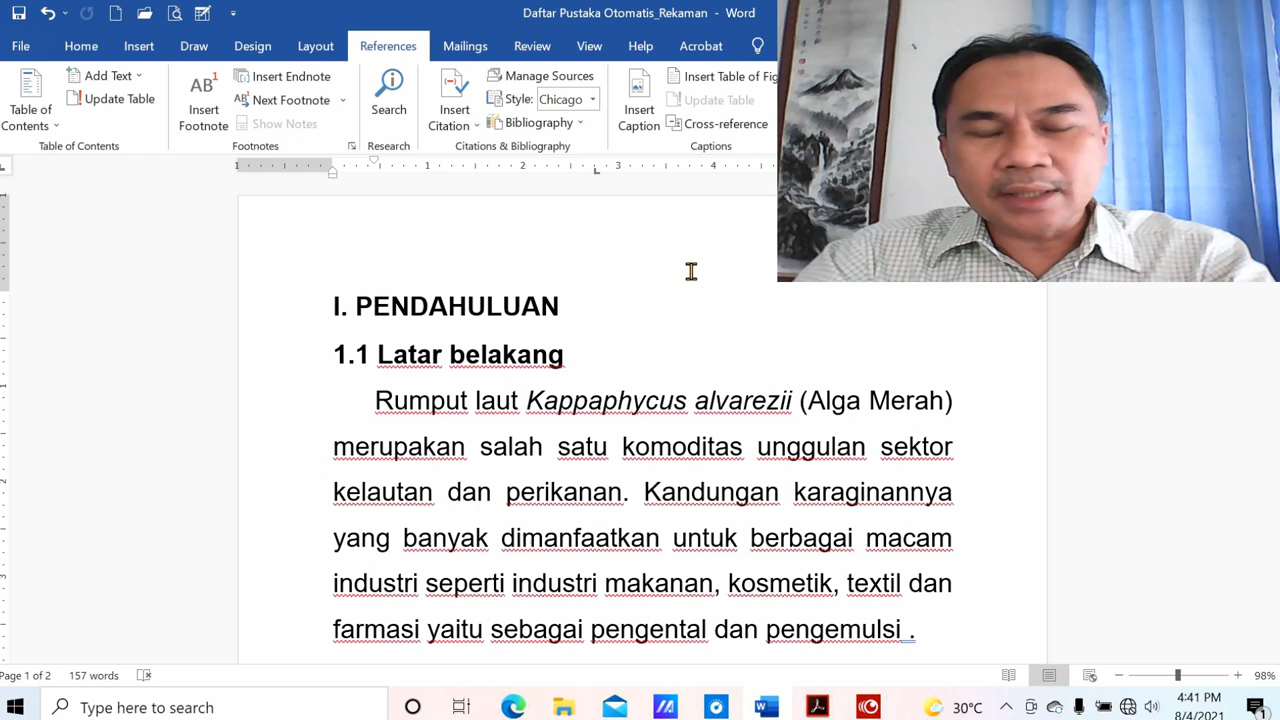 Daftar Pustaka Otomatis_Rekaman - Word
File Home Insert Draw Design Layout References Mailings Review View Help Acrobat
Table of Contents
Add Text
Update Table
Table of Contents
AB1
Insert Footnote
Insert Endnote
Next Footnote
Show Notes
Footnotes
Search
Research
Insert Citation
Manage Sources
Style: Chicago
Bibliography
Citations & Bibliography
Insert Caption
Insert Table of Fig
Update Table
Cross-reference
Captions
1 1 2 3 4
I. PENDAHULUAN
1.1 Latar belakang
Rumput laut Kappaphycus alvarezii (Alga Merah)
merupakan salah satu komoditas unggulan sektor
kelautan dan perikanan. Kandungan karaginannya
yang banyak dimanfaatkan untuk berbagai macam
industri seperti industri makanan, kosmetik, textil dan
farmasi yaitu sebagai pengental dan pengemulsi .
Page 1 of 2 157 words 98%
Type here to search
30°C
4:41 PM
8/4/2021